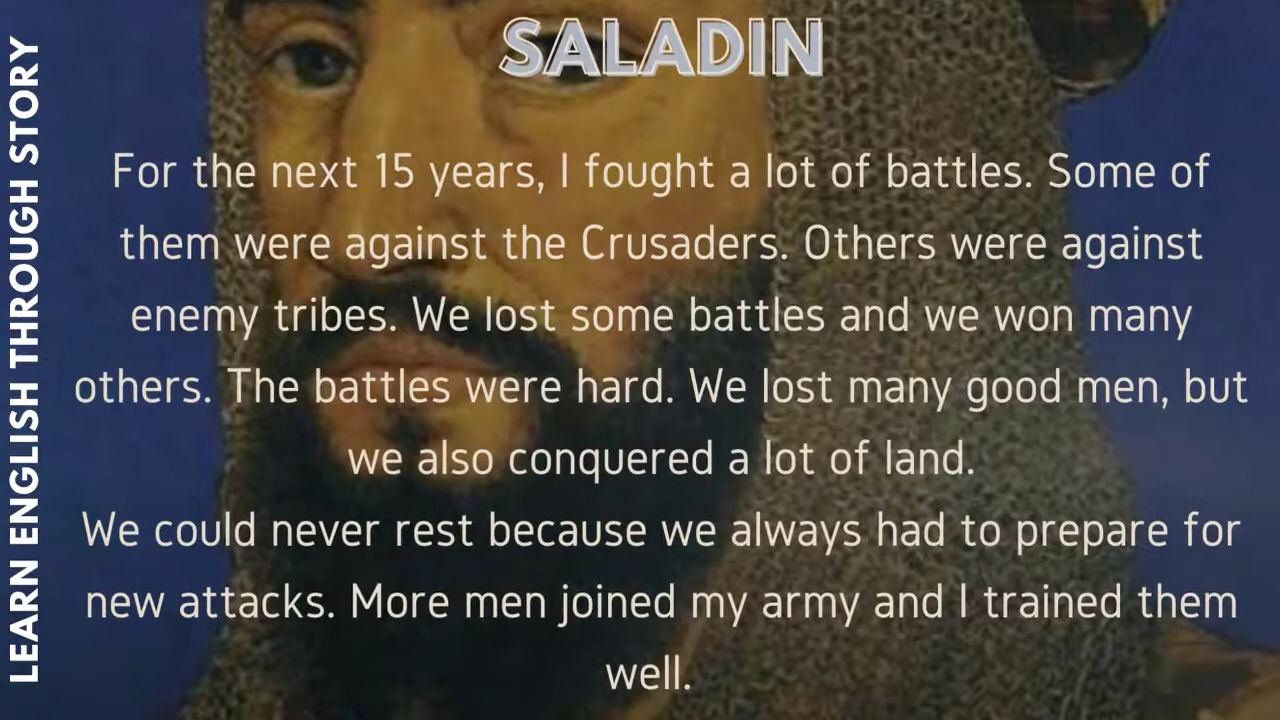 SALADIN
For the next 15 years, I fought a lot of battles. Some of
them were against the Crusaders. Others were against
enemy tribes. We lost some battles and we won many
others. The battles were hard. We lost many good men, but
we also conquered a lot of land.
We could never rest because we always had to prepare for
new attacks. More men joined my army and I trained them
well.
LEARN ENGLISH THROUGH STORY